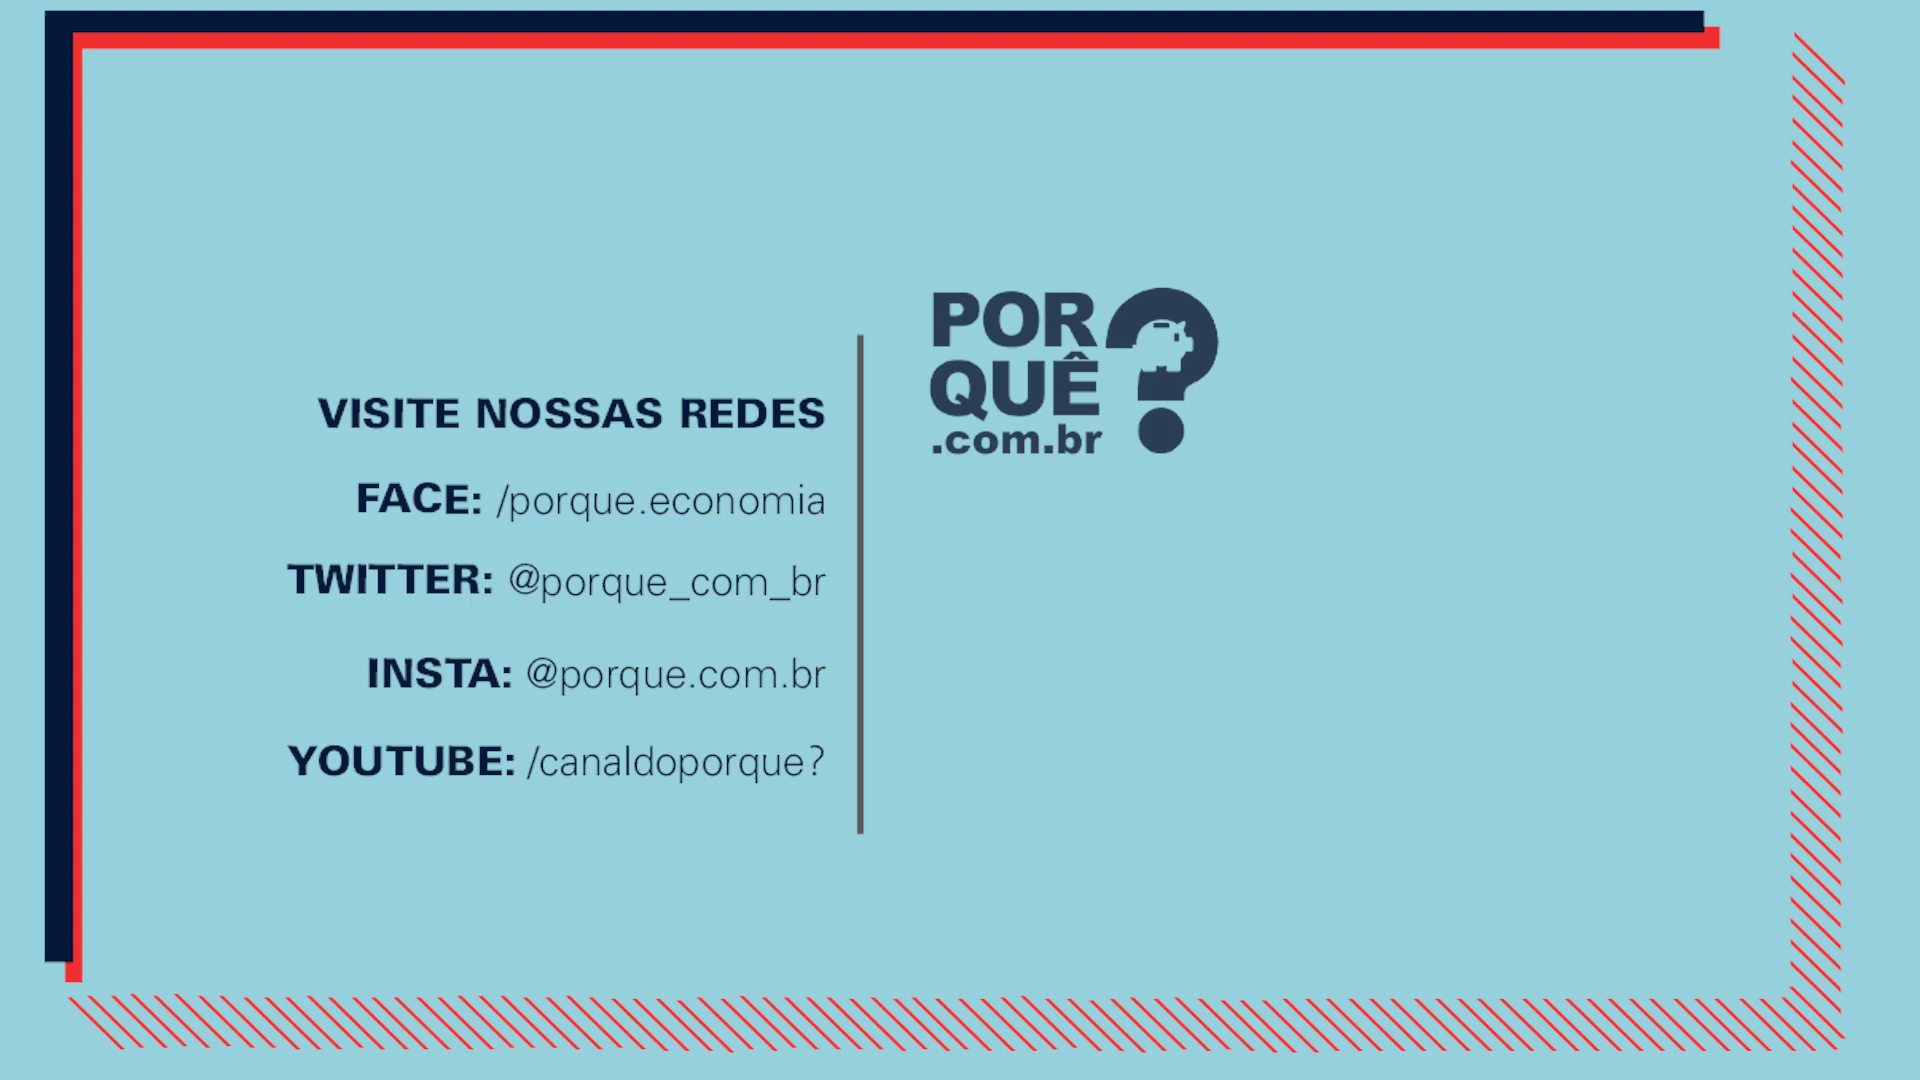 VISITE NOSSAS REDES
FACE: /porque.economia
TWITTER: @porque_com_br
INSTA: @porque.com.br
YOUTUBE: /canaldoporque?
POR
QUÊ?
.com.br